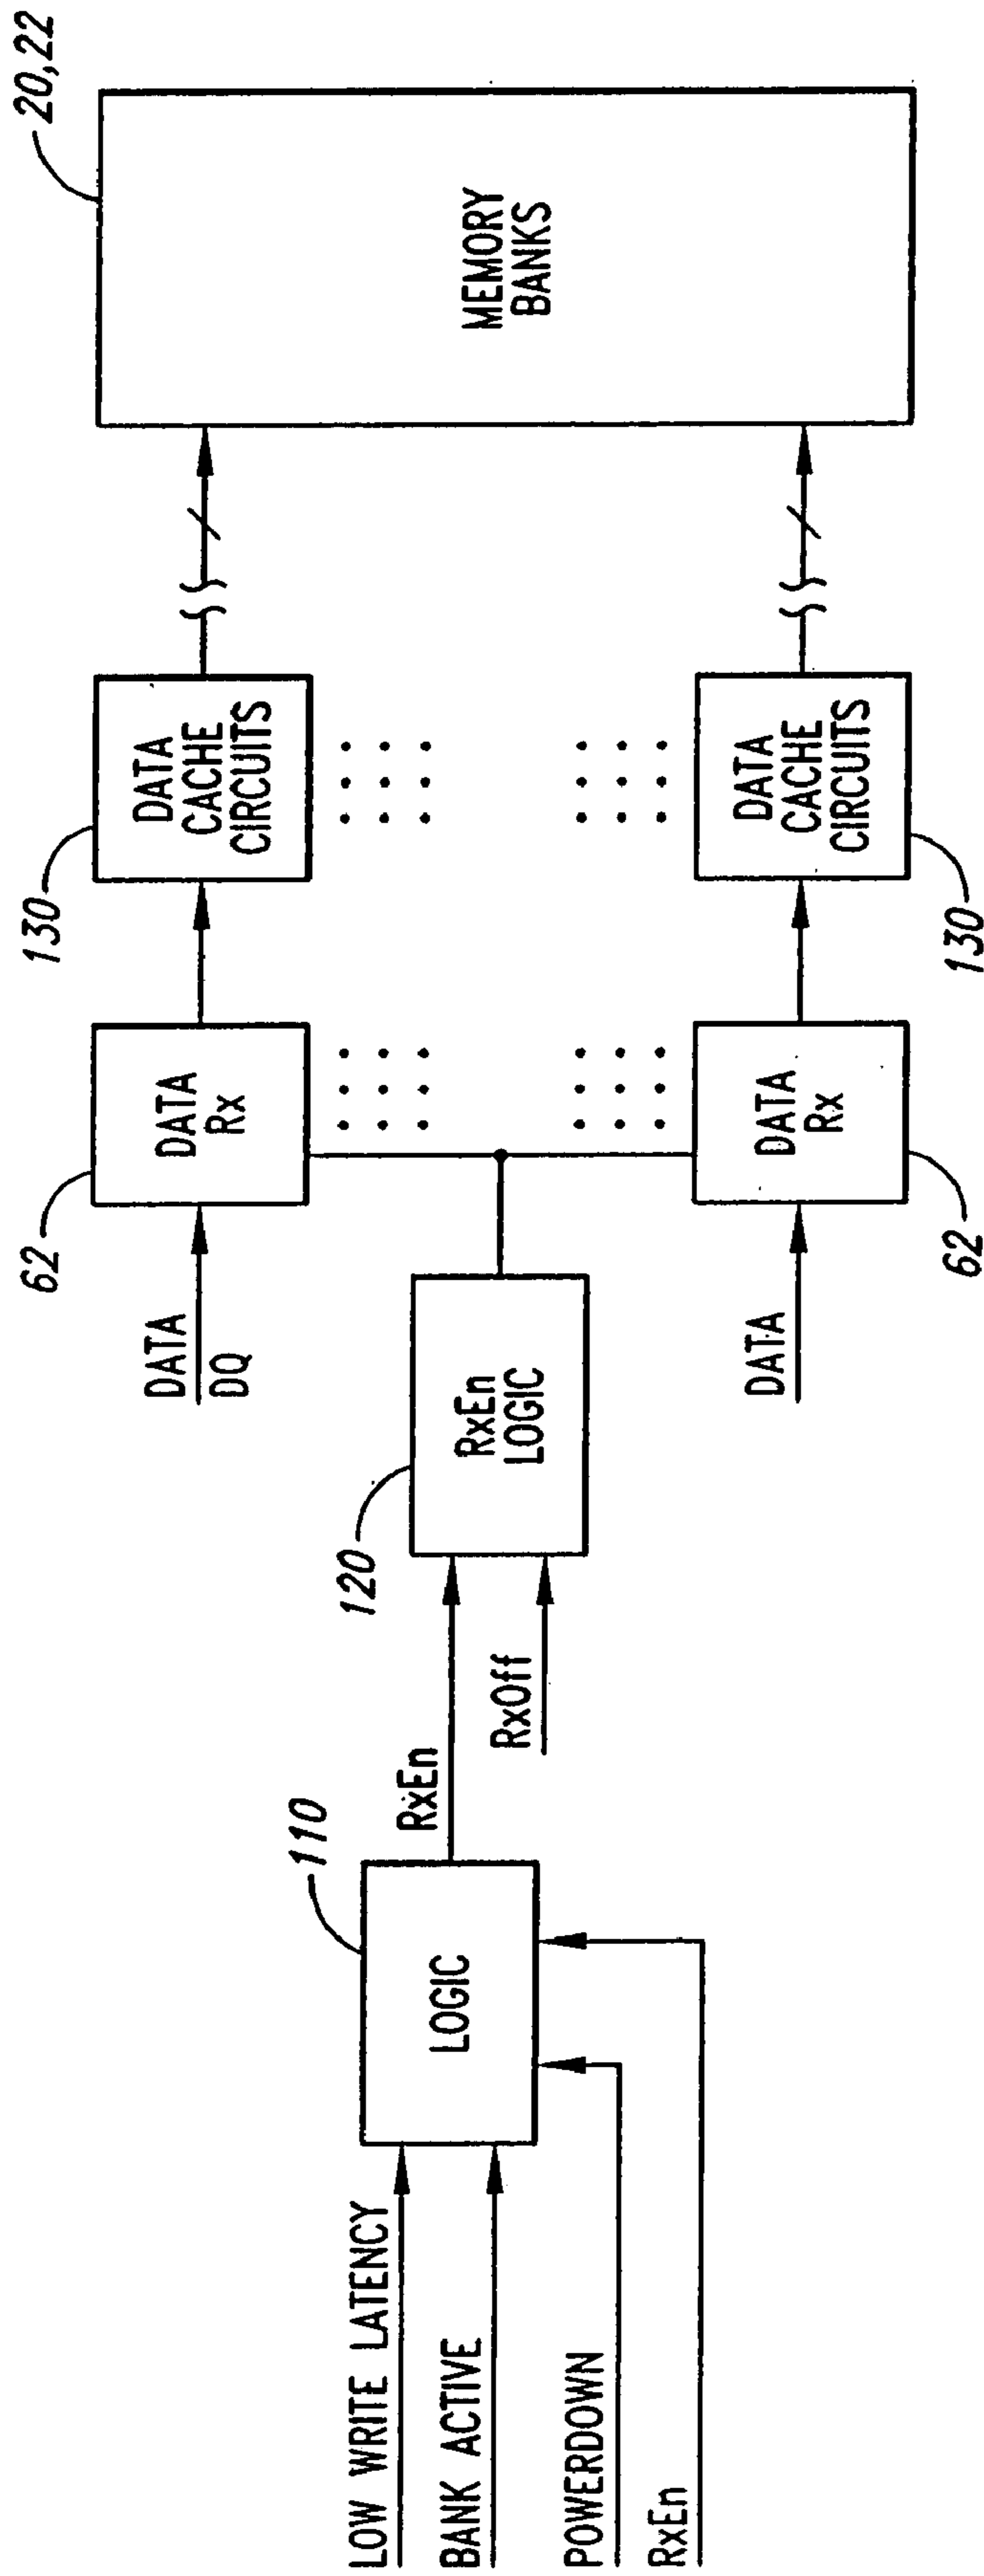 LOW WRITE LATENCY
BANK ACTIVE
POWERDOWN
RxEn
LOGIC
110
RxEn
RxOff
120
RxEn
LOGIC
DATA
DQ
DATA
62
DATA
Rx
DATA
Rx
62
130
DATA
CACHE
CIRCUITS
DATA
CACHE
CIRCUITS
130
MEMORY
BANKS
20,22